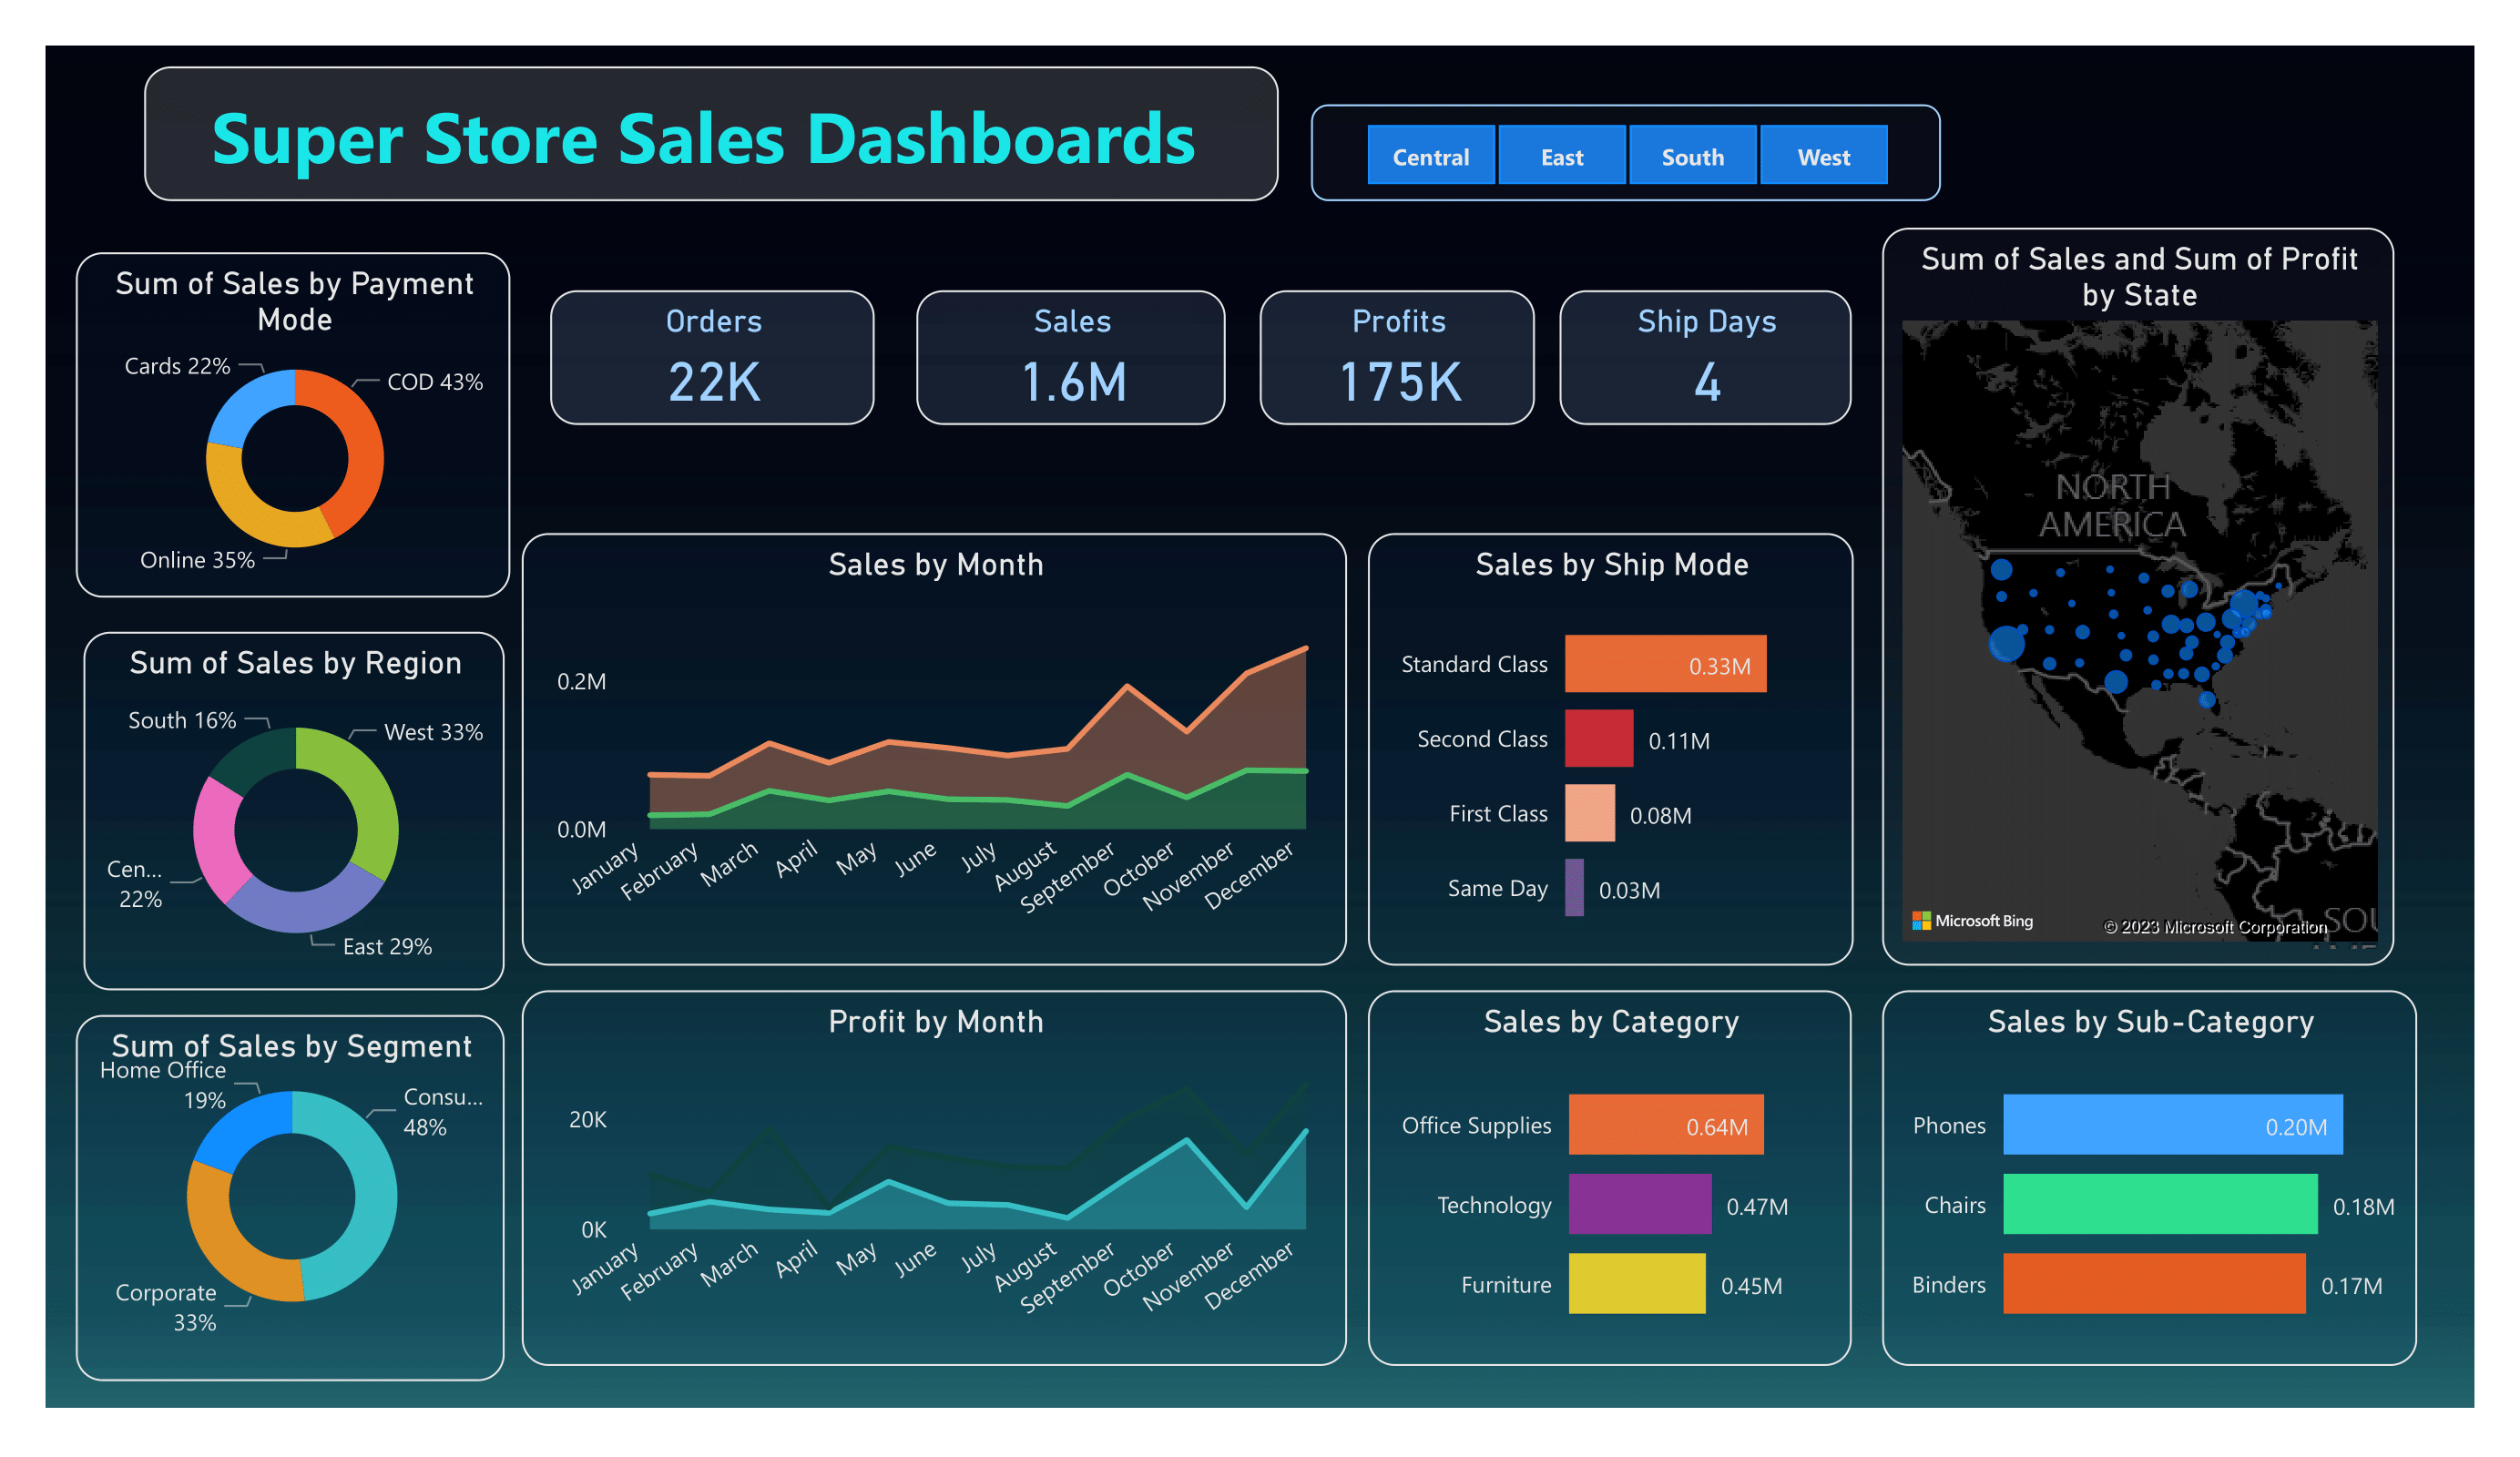 Super Store Sales Dashboards
Central
East
South
West
Sum of Sales by Payment
Mode
Cards 22%
COD 43%
Online 35%
Orders
22K
Sales
1.6M
Profits
175K
Ship Days
4
Sum of Sales and Sum of Profit
by State
NORTH
AMERICA
Microsoft Bing
© 2023 Microsoft Corporation
SOU
Sum of Sales by Region
South 16%
West 33%
Cen...
22%
East 29%
Sales by Month
0.2M
0.0M
January
February
March
April
May
June
July
August
September
October
November
December
Sales by Ship Mode
Standard Class
0.33M
Second Class
0.11M
First Class
0.08M
Same Day
0.03M
Sum of Sales by Segment
Home Office
19%
Consu...
48%
Corporate
33%
Profit by Month
20K
0K
January
February
March
April
May
June
July
August
September
October
November
December
Sales by Category
Office Supplies
0.64M
Technology
0.47M
Furniture
0.45M
Sales by Sub-Category
Phones
0.20M
Chairs
0.18M
Binders
0.17M